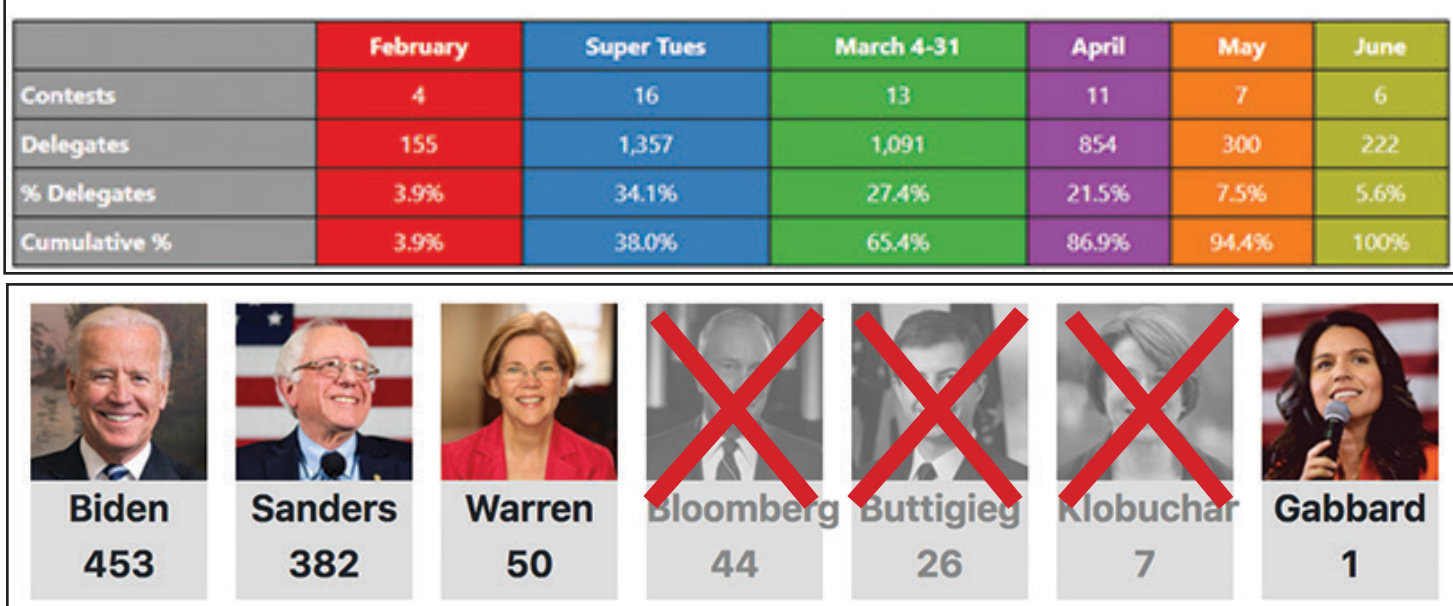 February Super Tues March 4-31 April May June
Contests 4 16 13 11 7 6
Delegates 155 1,357 1,091 854 300 222
% Delegates 3.9% 34.1% 27.4% 21.5% 7.5% 5.6%
Cumulative % 3.9% 38.0% 65.4% 86.9% 94.4% 100%
Biden Sanders Warren Bloomberg Buttigieg Klobuchar Gabbard
453 382 50 44 26 7 1